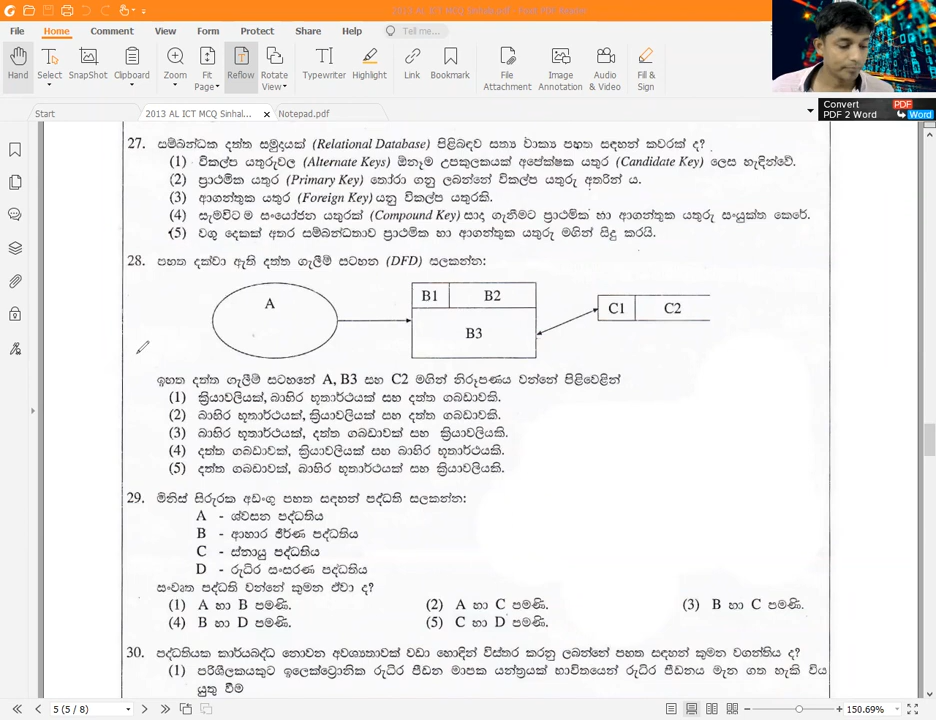 2013 AL ICT MCQ Sinhala.pdf - Foxit PDF Reader
File Home Comment View Form Protect Share Help Tell me...
Hand Select SnapShot Clipboard Zoom Fit Page Reflow Rotate View Typewriter Highlight Link Bookmark File Attachment Image Annotation Audio & Video Fill & Sign
Start 2013 AL ICT MCQ Sinhal... × Notepad.pdf
Convert PDF
PDF 2 Word Word
27. සම්බන්ධක දත්ත සමුදායක් (Relational Database) පිළිබඳව සත්‍ය වාක්‍ය පහත සඳහන් කවරක් ද?
(1) විකල්ප යතුරුවල (Alternate Keys) ඕනෑම උපකුලකයක් අපේක්ෂක යතුර (Candidate Key) ලෙස හැඳින්වේ.
(2) ප්‍රාථමික යතුර (Primary Key) තෝරා ගනු ලබන්නේ විකල්ප යතුරු අතරින් ය.
(3) ආගන්තුක යතුර (Foreign Key) යනු විකල්ප යතුරකි.
(4) සැමවිට ම සංයෝජන යතුරක් (Compound Key) සාදා ගැනීමට ප්‍රාථමික හා ආගන්තුක යතුරු සංයුක්ත කෙරේ.
(5) වගු දෙකක් අතර සම්බන්ධතාව ප්‍රාථමික හා ආගන්තුක යතුරු මගින් සිදු කරයි.
28. පහත දක්වා ඇති දත්ත ගැලීම් සටහන (DFD) සලකන්න:
A B1 B2 B3 C1 C2
ඉහත දත්ත ගැලීම් සටහනේ A, B3 සහ C2 මගින් නිරූපණය වන්නේ පිළිවෙළින්
(1) ක්‍රියාවලියක්, බාහිර භූතාර්ථයක් සහ දත්ත ගබඩාවකි.
(2) බාහිර භූතාර්ථයක්, ක්‍රියාවලියක් සහ දත්ත ගබඩාවකි.
(3) බාහිර භූතාර්ථයක්, දත්ත ගබඩාවක් සහ ක්‍රියාවලියකි.
(4) දත්ත ගබඩාවක්, ක්‍රියාවලියක් සහ බාහිර භූතාර්ථයකි.
(5) දත්ත ගබඩාවක්, බාහිර භූතාර්ථයක් සහ ක්‍රියාවලියකි.
29. මිනිස් සිරුරක අඩංගු පහත සඳහන් පද්ධති සලකන්න:
A - ශ්වසන පද්ධතිය
B - ආහාර ජීර්ණ පද්ධතිය
C - ස්නායු පද්ධතිය
D - රුධිර සංසරණ පද්ධතිය
සංවෘත පද්ධති වන්නේ කුමන ඒවා ද?
(1) A හා B පමණි. (2) A හා C පමණි. (3) B හා C පමණි.
(4) B හා D පමණි. (5) C හා D පමණි.
30. පද්ධතියක කාර්යබද්ධ නොවන අවශ්‍යතාවක් වඩා හොඳින් විස්තර කරනු ලබන්නේ පහත සඳහන් කුමන වගන්තිය ද?
(1) පරිශීලකයකුට ඉලෙක්ට්‍රොනික රුධිර පීඩන මාපක යන්ත්‍රයක් භාවිතයෙන් රුධිර පීඩනය මැන ගත හැකි විය
යුතු වීම
5 (5 / 8) 150.69%